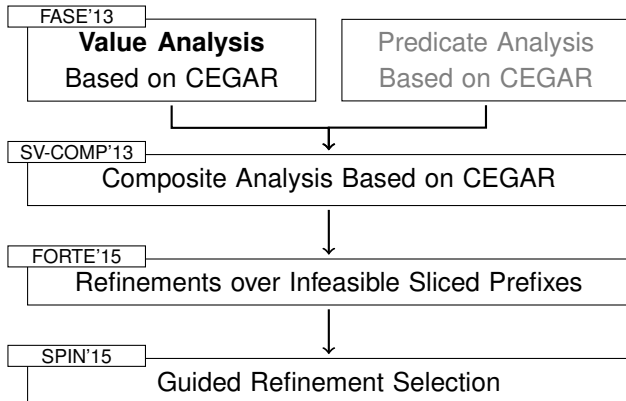 FASE'13
Value Analysis
Based on CEGAR
Predicate Analysis
Based on CEGAR
SV-COMP'13
Composite Analysis Based on CEGAR
FORTE'15
Refinements over Infeasible Sliced Prefixes
SPIN'15
Guided Refinement Selection